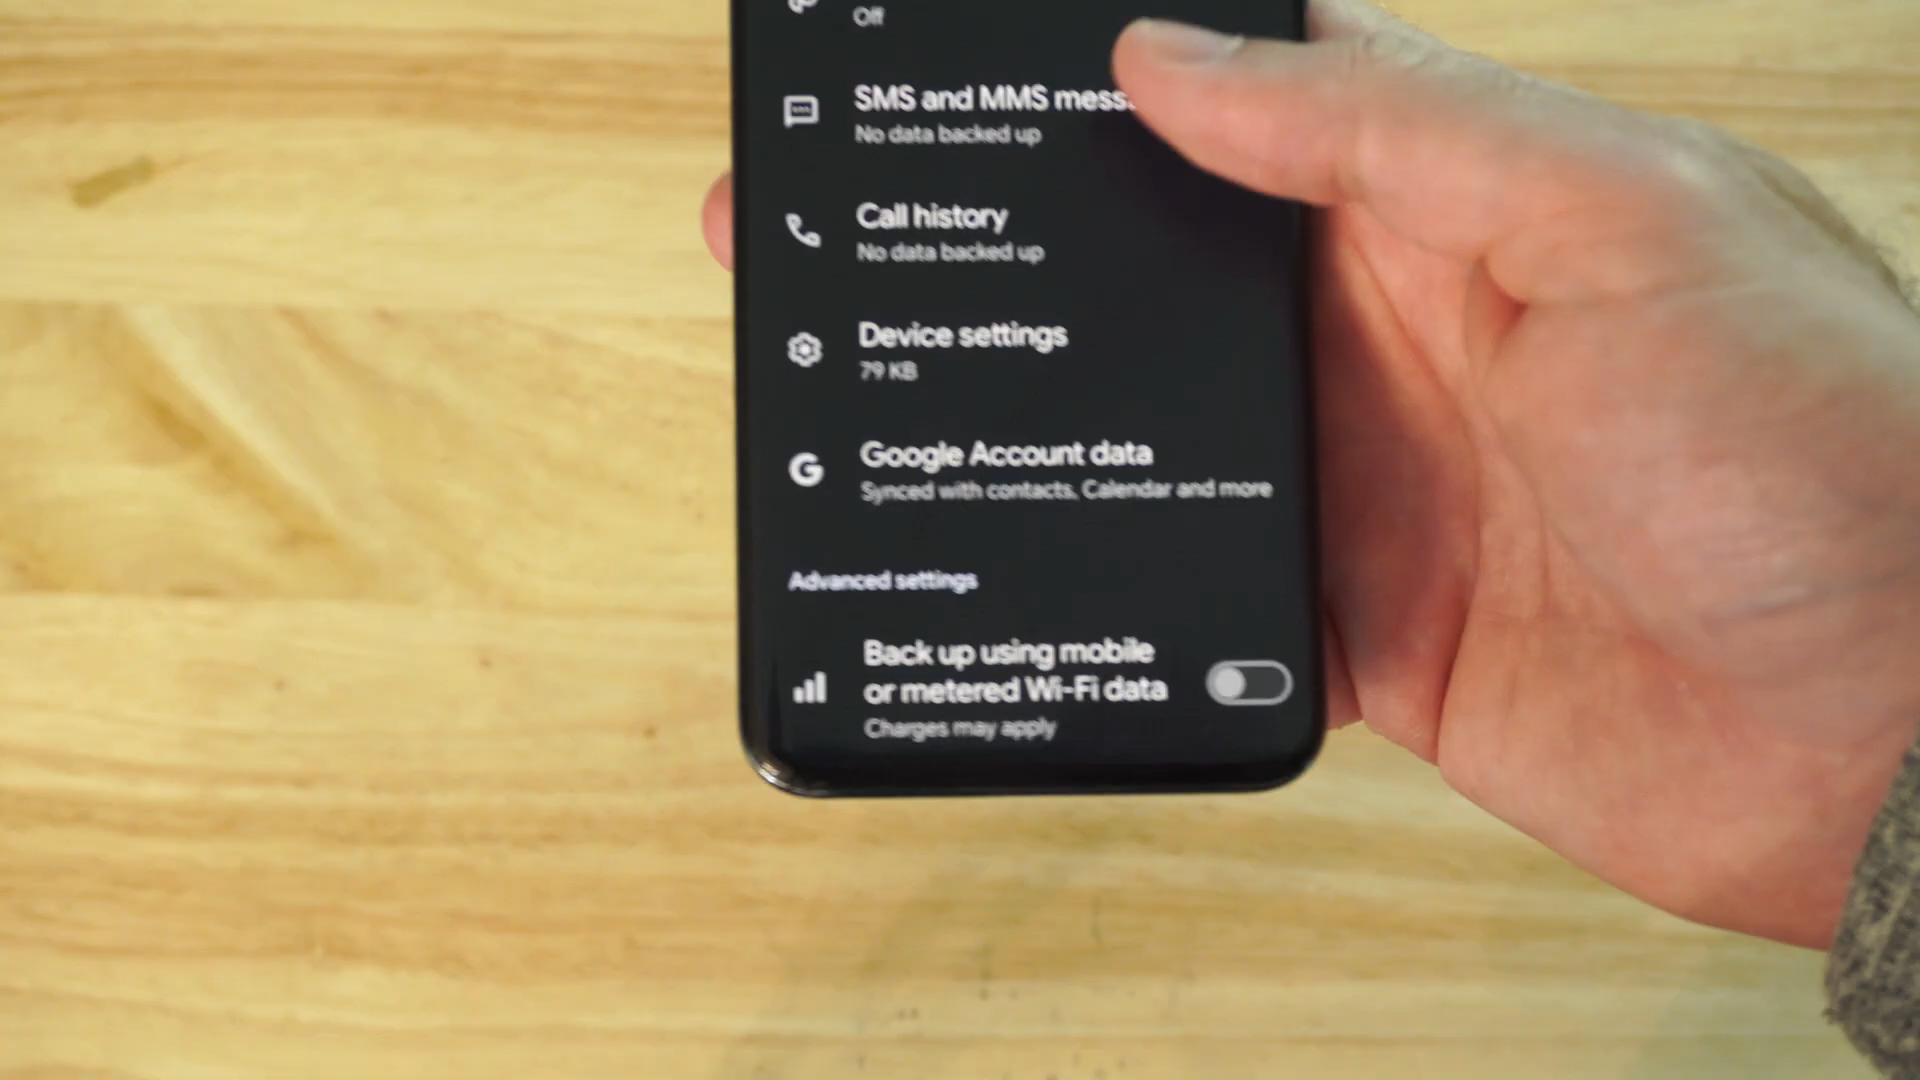 Off
SMS and MMS mess
No data backed up
Call history
No data backed up
Device settings
79 KB
G
Google Account data
Synced with contacts, Calendar and more
Advanced settings
Back up using mobile
or metered Wi-Fi data
Charges may apply